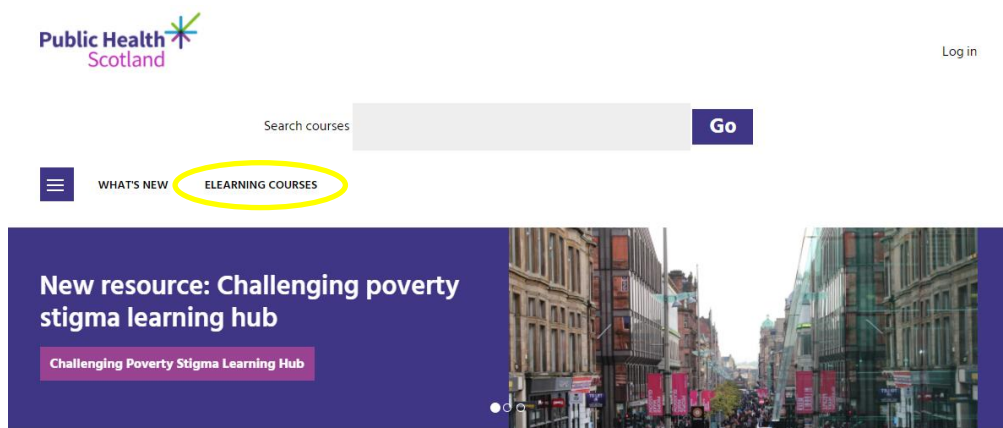 Public Health
Scotland
Log in
Search courses
Go
WHAT'S NEW
ELEARNING COURSES
New resource: Challenging poverty
stigma learning hub
Challenging Poverty Stigma Learning Hub